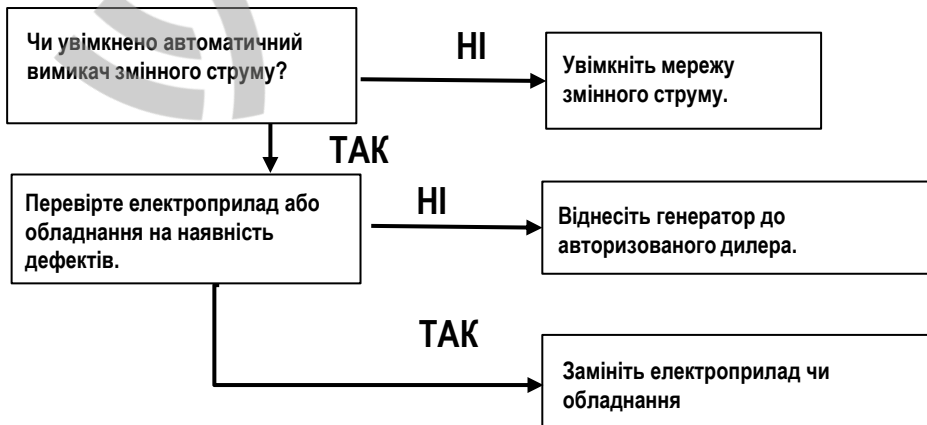 Чи увімкнено автоматичний
вимикач змінного струму?
НІ
Увімкніть мережу
змінного струму.
ТАК
Перевірте електроприлад або
обладнання на наявність
дефектів.
НІ
Віднесіть генератор до
авторизованого дилера.
ТАК
Замініть електроприлад чи
обладнання